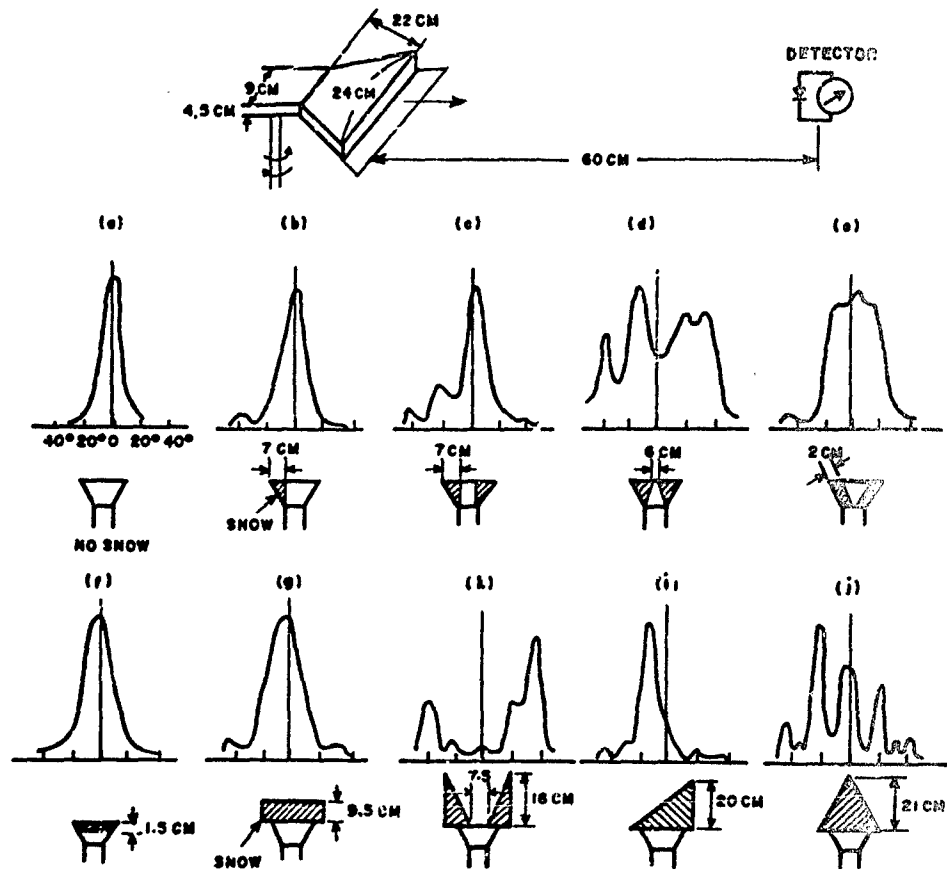 22 CM
DETECTOR
9 CM
24 CM
4,5 CM
60 CM
(a)
(b)
(c)
(d)
(e)
40° 20° 0 20° 40°
7 CM
7 CM
6 CM
2 CM
SNOW
NO SNOW
(f)
(g)
(h)
(i)
(j)
7.5
1.5 CM
9.5 CM
16 CM
20 CM
21 CM
SNOW